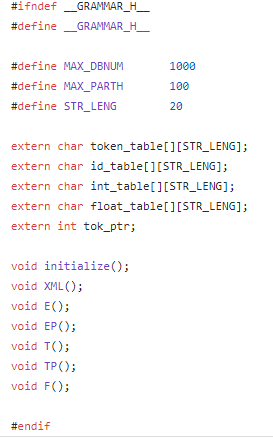 #ifndef __GRAMMAR_H__
#define __GRAMMAR_H__

#define MAX_DBNUM       1000
#define MAX_PARTH       100
#define STR_LENG        20

extern char token_table[][STR_LENG];
extern char id_table[][STR_LENG];
extern char int_table[][STR_LENG];
extern char float_table[][STR_LENG];
extern int tok_ptr;

void initialize();
void XML();
void E();
void EP();
void T();
void TP();
void F();

#endif